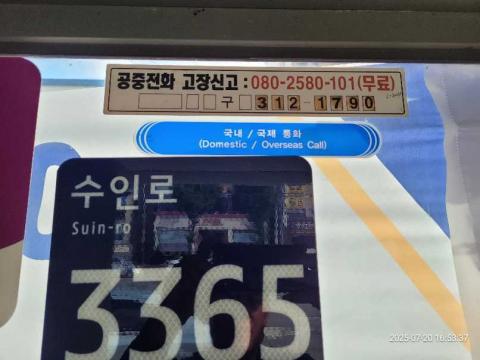 공중전화 고장신고 : 080-2580-101(무료)
구 312-1790
국내 / 국제 통화
(Domestic / Overseas Call)
수인로
Suin-ro
3365
2025-07-20 16:53:37